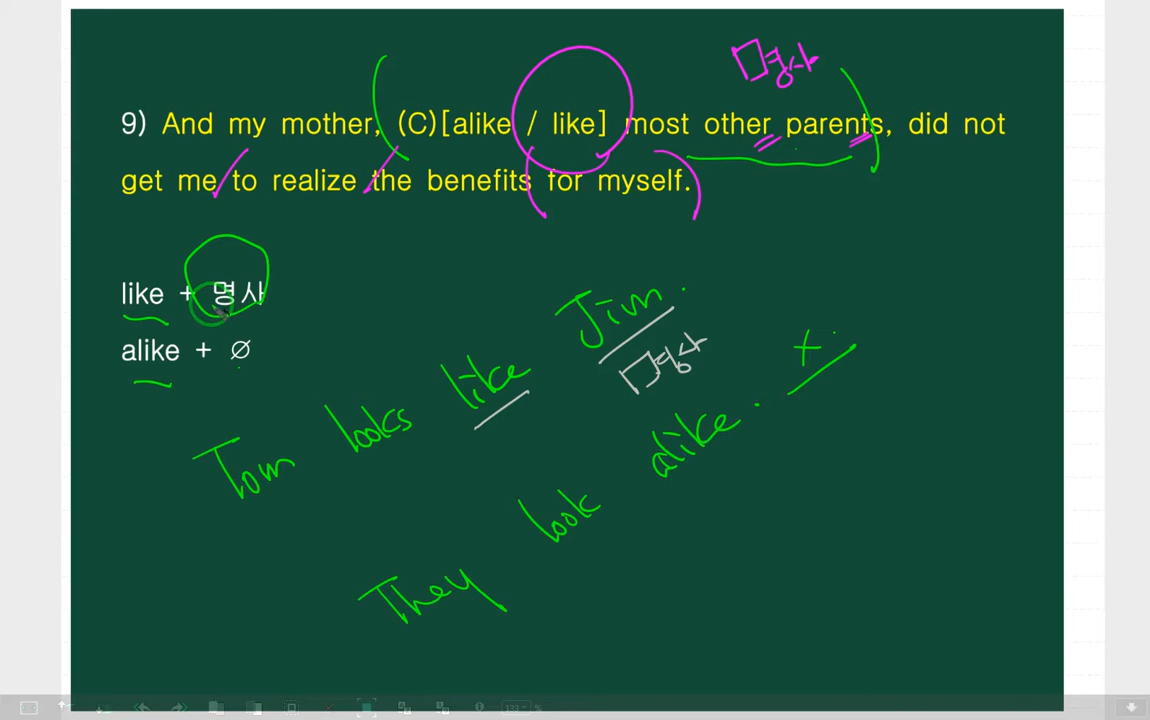 명사
9) And my mother, (C)[alike / like] most other parents, did not
get me to realize the benefits for myself.
like + 명사
alike + ∅
Tom looks like Jim.
명사
They look alike. X.
133 %